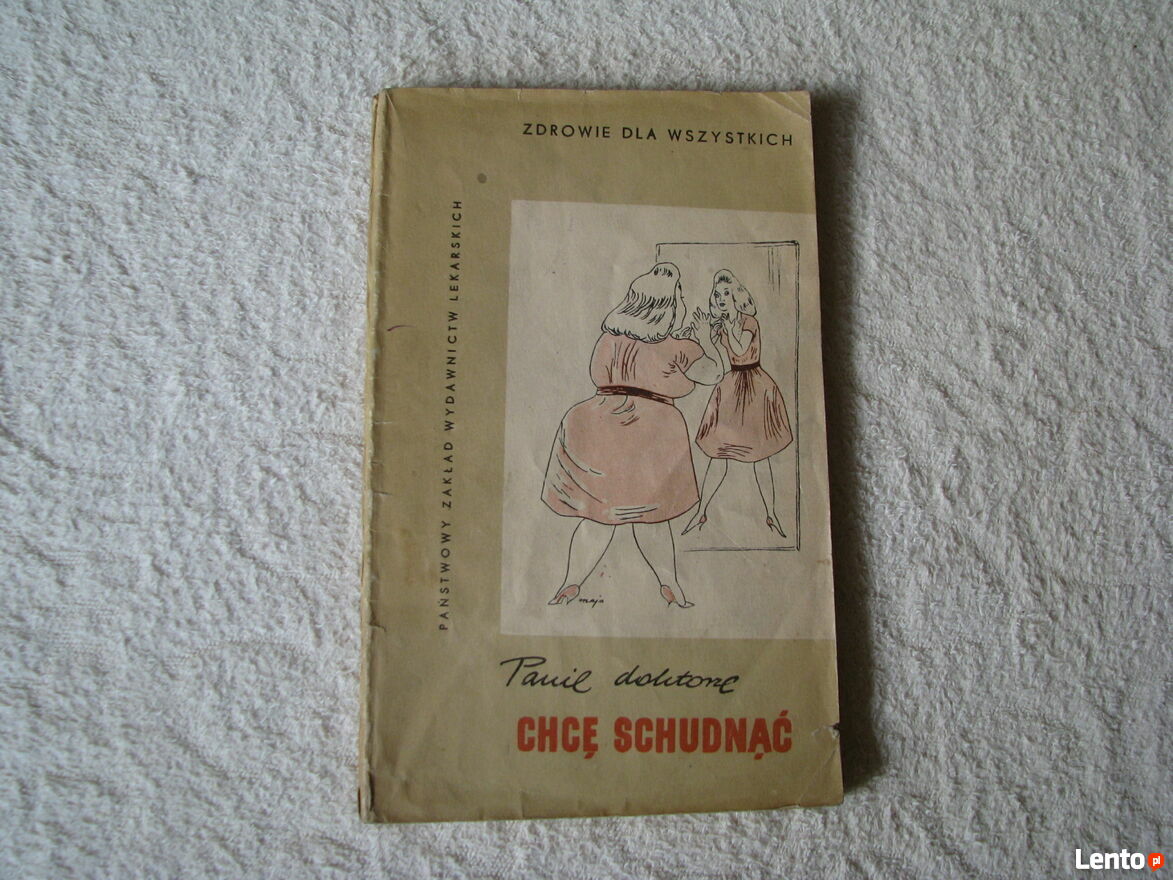 ZDROWIE DLA WSZYSTKICH
PAŃSTWOWY ZAKŁAD WYDAWNICTW LEKARSKICH
maja
Panie doktorze
CHCĘ SCHUDNĄĆ
Lento.pl